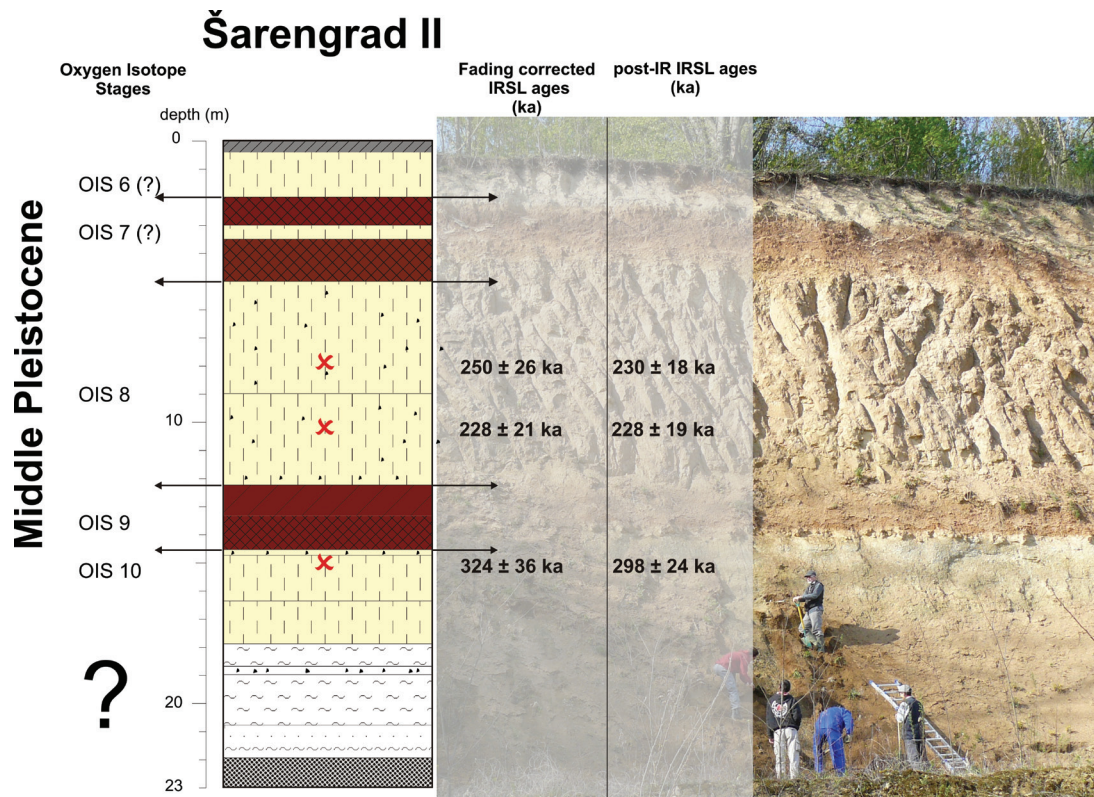 Šarengrad II
Oxygen Isotope
Stages
Fading corrected
IRSL ages
(ka)
post-IR IRSL ages
(ka)
depth (m)
0
Middle Pleistocene
OIS 6 (?)
OIS 7 (?)
250 ± 26 ka
230 ± 18 ka
OIS 8
10
228 ± 21 ka
228 ± 19 ka
OIS 9
324 ± 36 ka
298 ± 24 ka
OIS 10
?
20
23